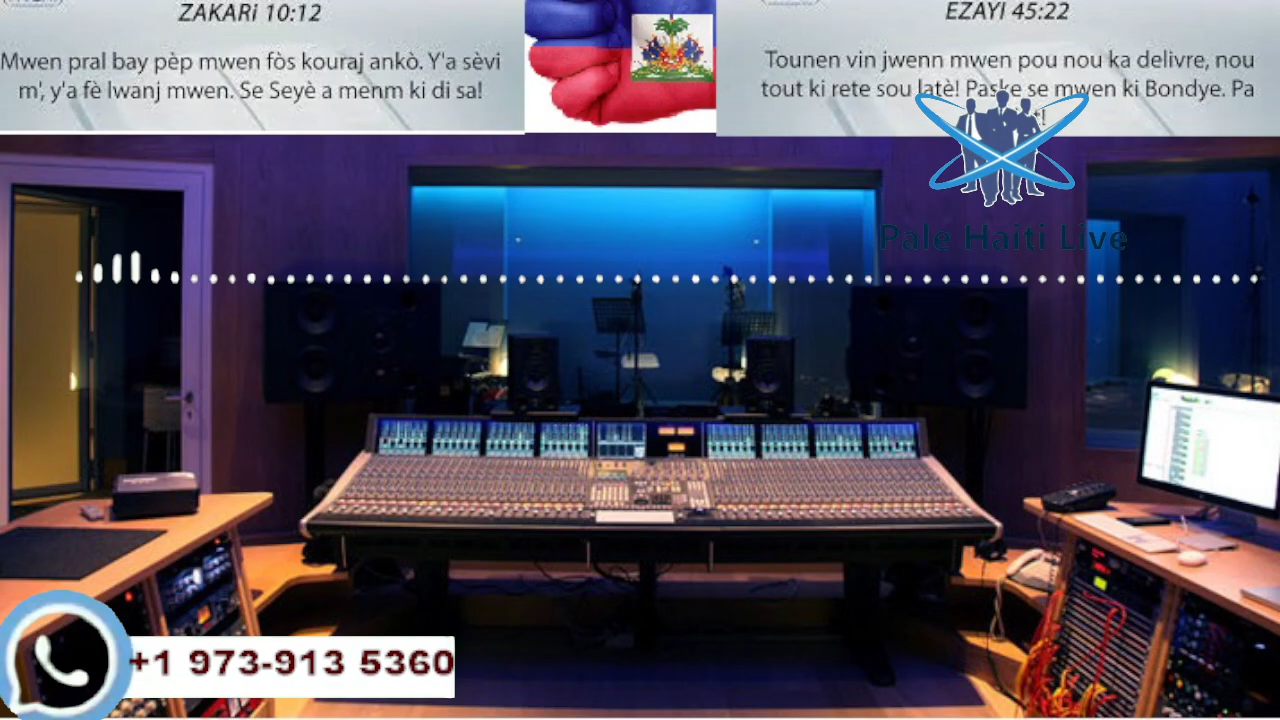 ZAKARi 10:12
Mwen pral bay pèp mwen fòs kouraj ankò. Y'a sèvi
m', y'a fè lwanj mwen. Se Seyè a menm ki di sa!
EZAYI 45:22
Tounen vin jwenn mwen pou nou ka delivre, nou
tout ki rete sou latè! Paske se mwen ki Bondye. Pa
Pale Haiti Live
+1 973-913 5360